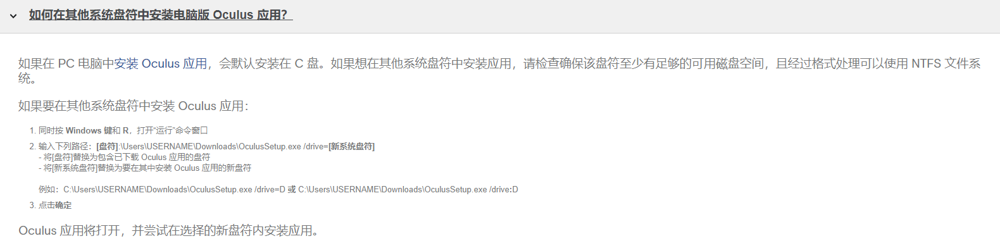 如何在其他系统盘符中安装电脑版 Oculus 应用？
如果在 PC 电脑中安装 Oculus 应用，会默认安装在 C 盘。如果想在其他系统盘符中安装应用，请检查确保该盘符至少有足够的可用磁盘空间，且经过格式处理可以使用 NTFS 文件系
统。
如果要在其他系统盘符中安装 Oculus 应用：
1. 同时按 Windows 键和 R，打开“运行”命令窗口
2. 输入下列路径：[盘符]:\Users\USERNAME\Downloads\OculusSetup.exe /drive=[新系统盘符]
- 将[盘符]替换为包含已下载 Oculus 应用的盘符
- 将[新系统盘符]替换为要在其中安装 Oculus 应用的新盘符
例如：C:\Users\USERNAME\Downloads\OculusSetup.exe /drive=D 或 C:\Users\USERNAME\Downloads\OculusSetup.exe /drive:D
3. 点击确定
Oculus 应用将打开，并尝试在选择的新盘符内安装应用。